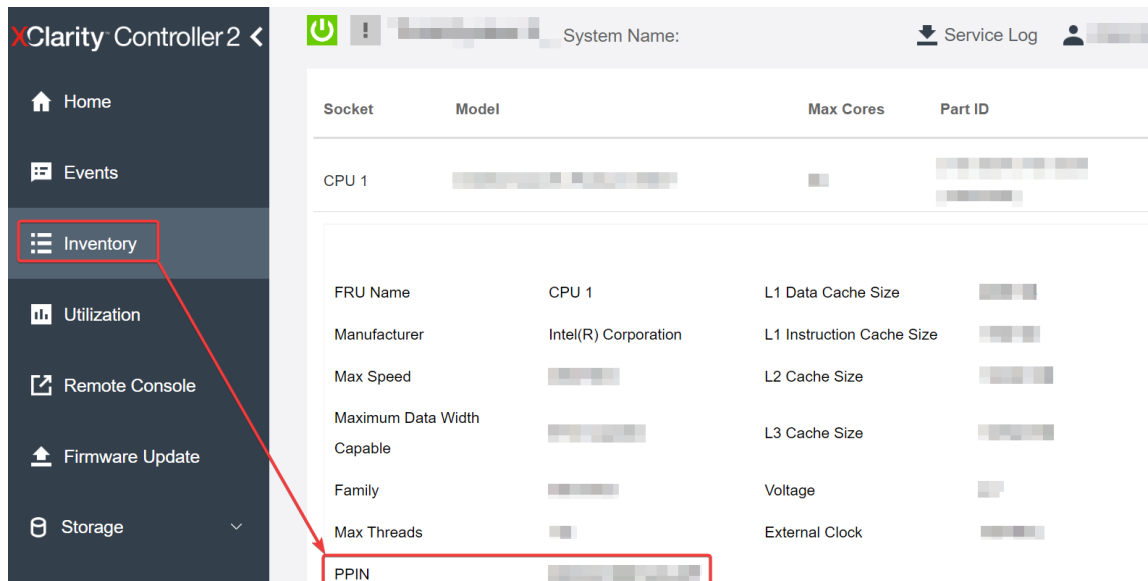 XClarity Controller 2
System Name:
Service Log
Home
Events
Inventory
Utilization
Remote Console
Firmware Update
Storage
Socket Model Max Cores Part ID
CPU 1
FRU Name CPU 1 L1 Data Cache Size
Manufacturer Intel(R) Corporation L1 Instruction Cache Size
Max Speed L2 Cache Size
Maximum Data Width
Capable
L3 Cache Size
Family Voltage
Max Threads External Clock
PPIN